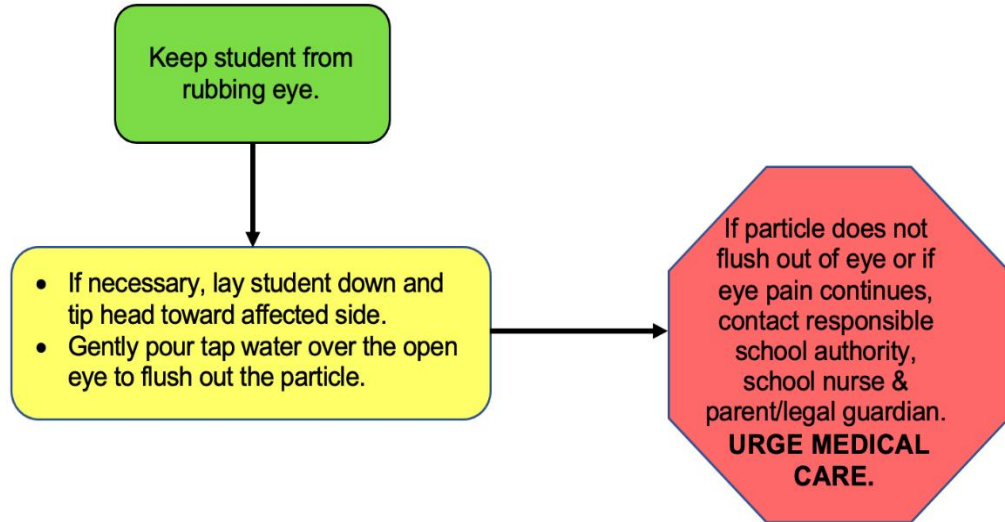 Keep student from
rubbing eye.
• If necessary, lay student down and
tip head toward affected side.
• Gently pour tap water over the open
eye to flush out the particle.
If particle does not
flush out of eye or if
eye pain continues,
contact responsible
school authority,
school nurse &
parent/legal guardian.
URGE MEDICAL
CARE.